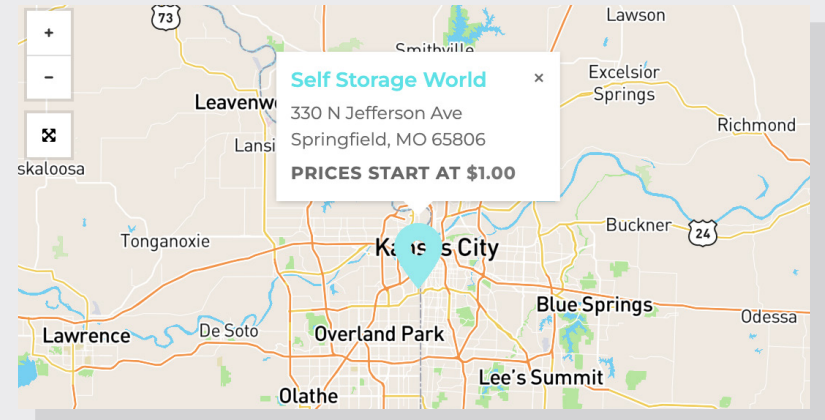 73
Lawson
+
Smithville
−
Self Storage World
×
Excelsior
Springs
Leavenw
330 N Jefferson Ave
Springfield, MO 65806
Richmond
Lansi
PRICES START AT $1.00
skaloosa
Buckner
24
Tonganoxie
Kansas City
Blue Springs
Odessa
Lawrence
De Soto
Overland Park
Lee's Summit
Olathe